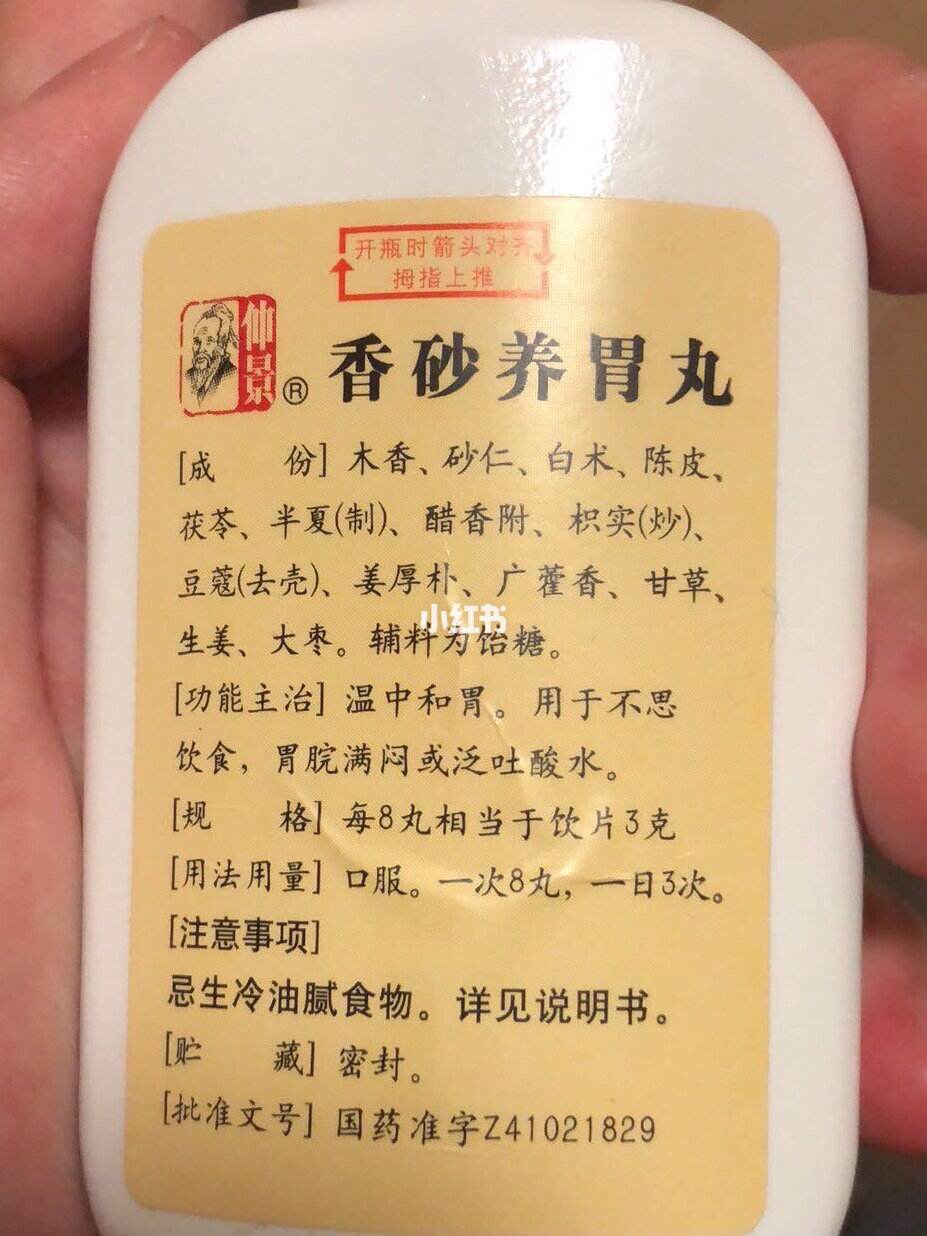 开瓶时箭头对齐
拇指上推
仲景
® 香砂养胃丸
[成 份] 木香、砂仁、白术、陈皮、
茯苓、半夏(制)、醋香附、枳实(炒)、
豆蔻(去壳)、姜厚朴、广藿香、甘草、
小红书
生姜、大枣。辅料为饴糖。
[功能主治] 温中和胃。用于不思
饮食，胃脘满闷或泛吐酸水。
[规 格] 每8丸相当于饮片3克
[用法用量] 口服。一次8丸，一日3次。
[注意事项]
忌生冷油腻食物。详见说明书。
[贮 藏] 密封。
[批准文号] 国药准字Z41021829